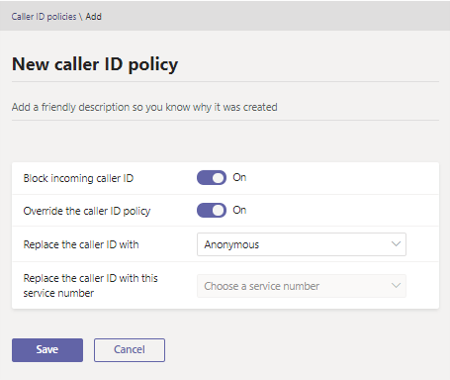 Caller ID policies \ Add
New caller ID policy
Add a friendly description so you know why it was created
Block incoming caller ID On
Override the caller ID policy On
Replace the caller ID with Anonymous
Replace the caller ID with this
service number Choose a service number
Save Cancel